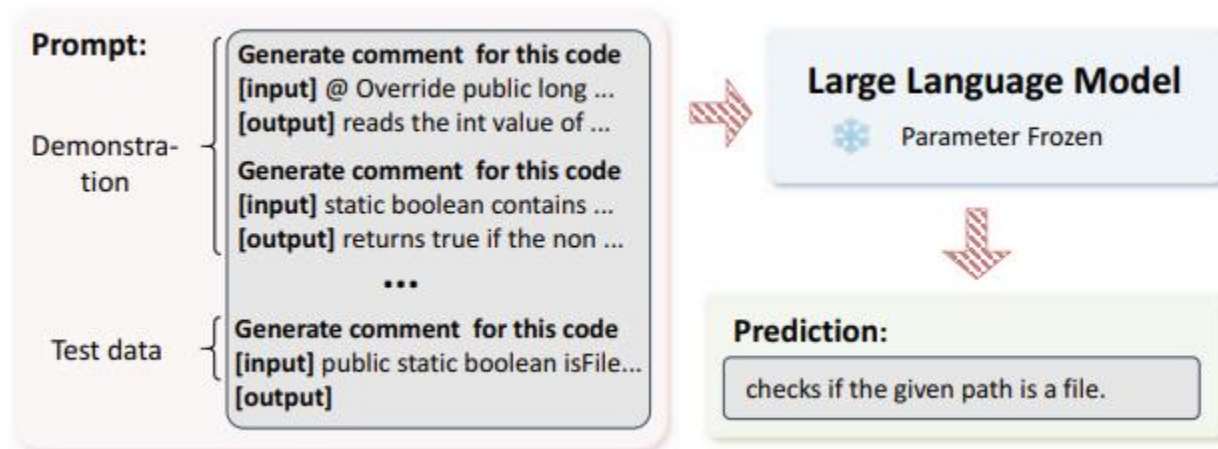 Prompt:
Demonstra-
tion
Generate comment for this code
[input] @ Override public long ...
[output] reads the int value of ...
Generate comment for this code
[input] static boolean contains ...
[output] returns true if the non ...
...
Test data
Generate comment for this code
[input] public static boolean isFile...
[output]
Large Language Model
Parameter Frozen
Prediction:
checks if the given path is a file.